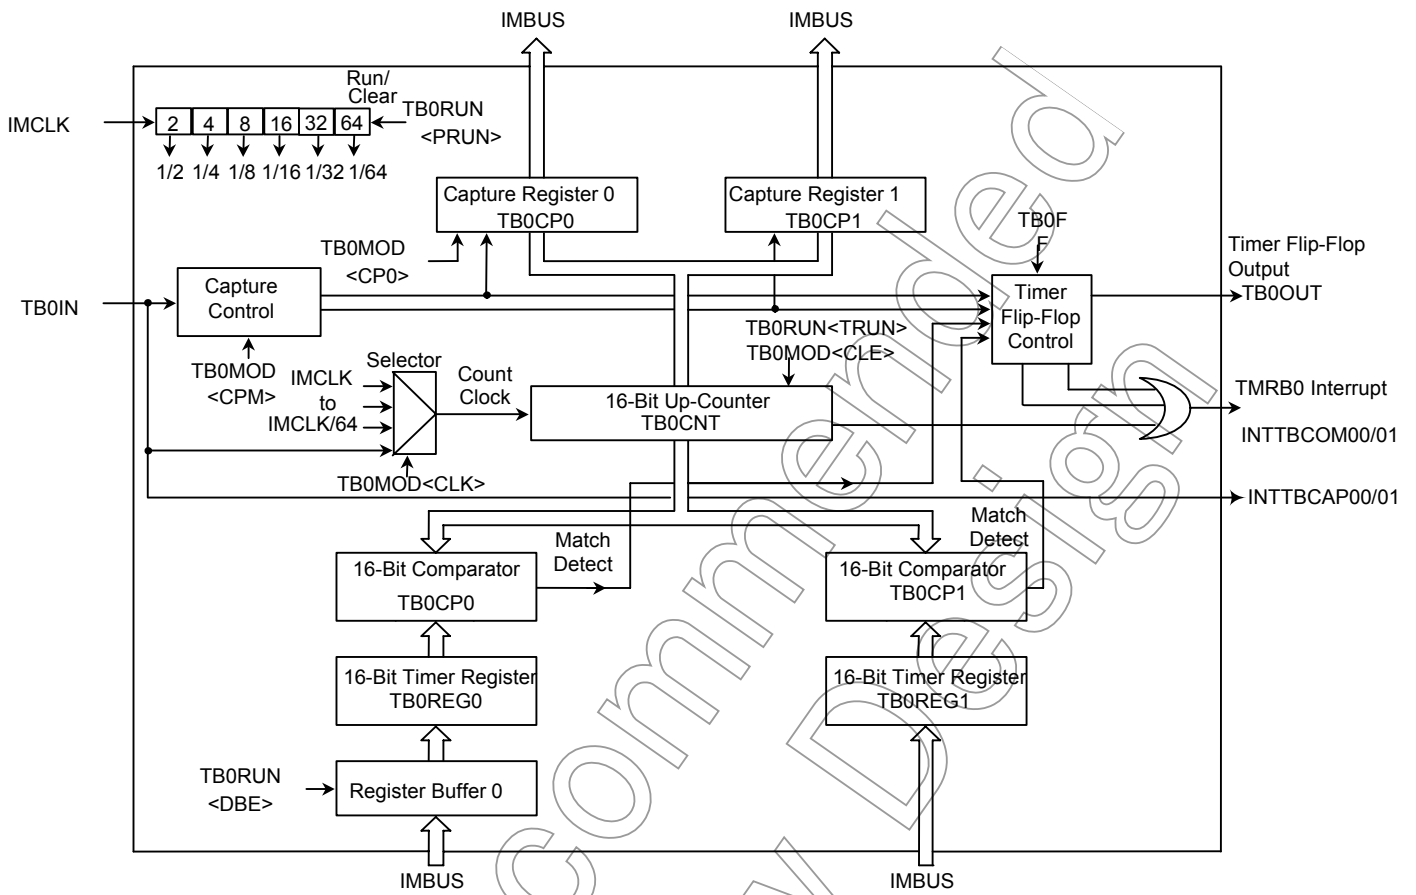 IMBUS
IMBUS
Run/
Clear
IMCLK
2 4 8 16 32 64
TB0RUN
<PRUN>
1/2 1/4 1/8 1/16 1/32 1/64
Capture Register 0
TB0CP0
Capture Register 1
TB0CP1
TB0MOD
<CP0>
TB0F
F
Timer Flip-Flop
Output
TB0OUT
TB0IN
Capture
Control
Timer
Flip-Flop
Control
TB0RUN<TRUN>
TB0MOD<CLE>
TB0MOD
<CPM>
Selector
IMCLK
to
IMCLK/64
Count
Clock
16-Bit Up-Counter
TB0CNT
TMRB0 Interrupt
INTTBCOM00/01
TB0MOD<CLK>
INTTBCAP00/01
Match
Detect
Match
Detect
16-Bit Comparator
TB0CP0
16-Bit Comparator
TB0CP1
16-Bit Timer Register
TB0REG0
16-Bit Timer Register
TB0REG1
TB0RUN
<DBE>
Register Buffer 0
IMBUS
IMBUS
commended
Design